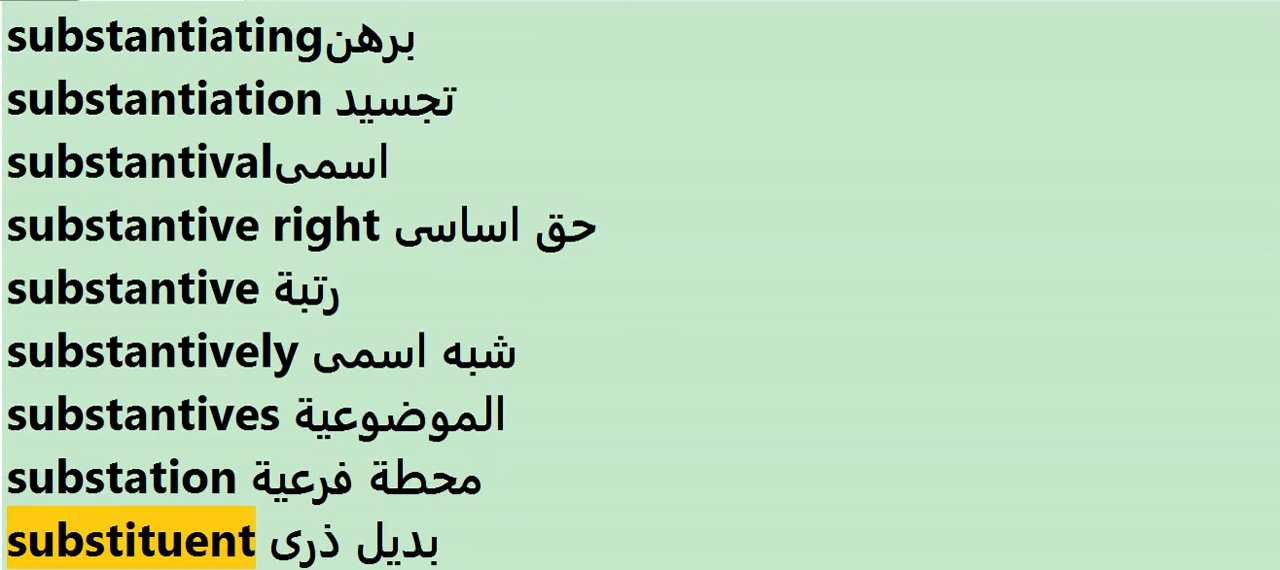 substantiatingبرهن
substantiation تجسيد
substantivalاسمى
substantive right حق اساسى
substantive رتبة
substantively شبه اسمى
substantives الموضوعية
substation محطة فرعية
substituent بديل ذرى